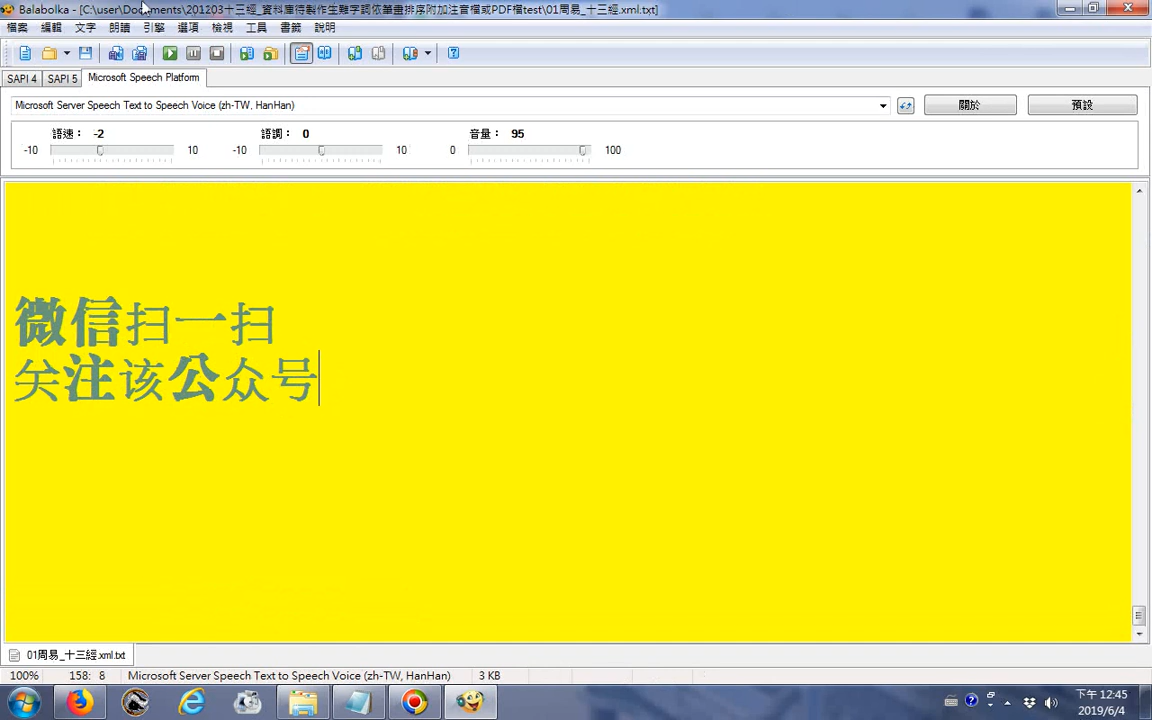 Balabolka - [C:\user\Documents\201203十三經_資料庫待製作生難字詞依筆畫排序附加注音檔或PDF檔test\01周易_十三經.xml.txt]
檔案 編輯 文字 朗讀 引擎 選項 檢視 工具 書籤 說明
SAPI 4 SAPI 5 Microsoft Speech Platform
Microsoft Server Speech Text to Speech Voice (zh-TW, HanHan) 關於 預設
語速： -2 語調： 0 音量： 95
-10 10 -10 10 0 100
微信扫一扫
关注该公众号
01周易_十三經.xml.txt
100% 158: 8 Microsoft Server Speech Text to Speech Voice (zh-TW, HanHan) 3 KB
下午 12:45
2019/6/4